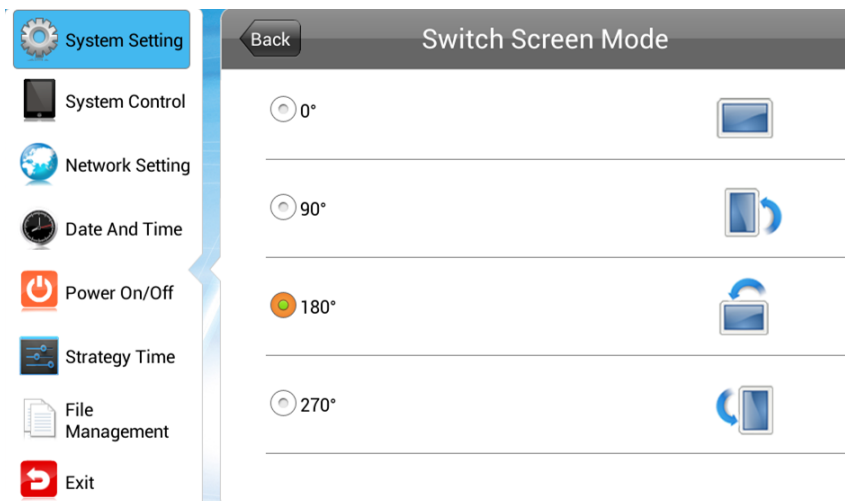 System Setting
System Control
Network Setting
Date And Time
Power On/Off
Strategy Time
File
Management
Exit
Back
Switch Screen Mode
0°
90°
180°
270°